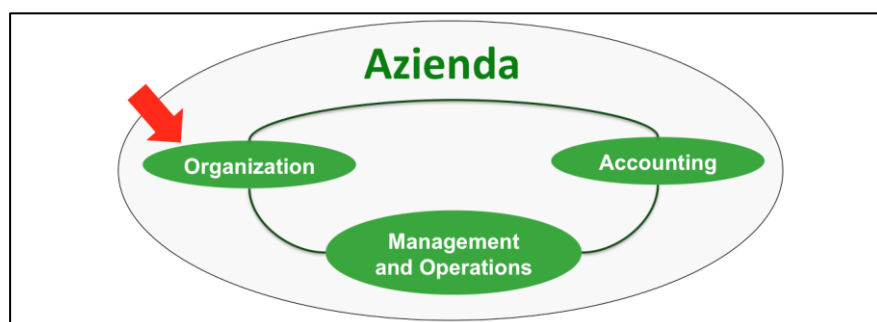 Azienda
Organization
Accounting
Management
and Operations